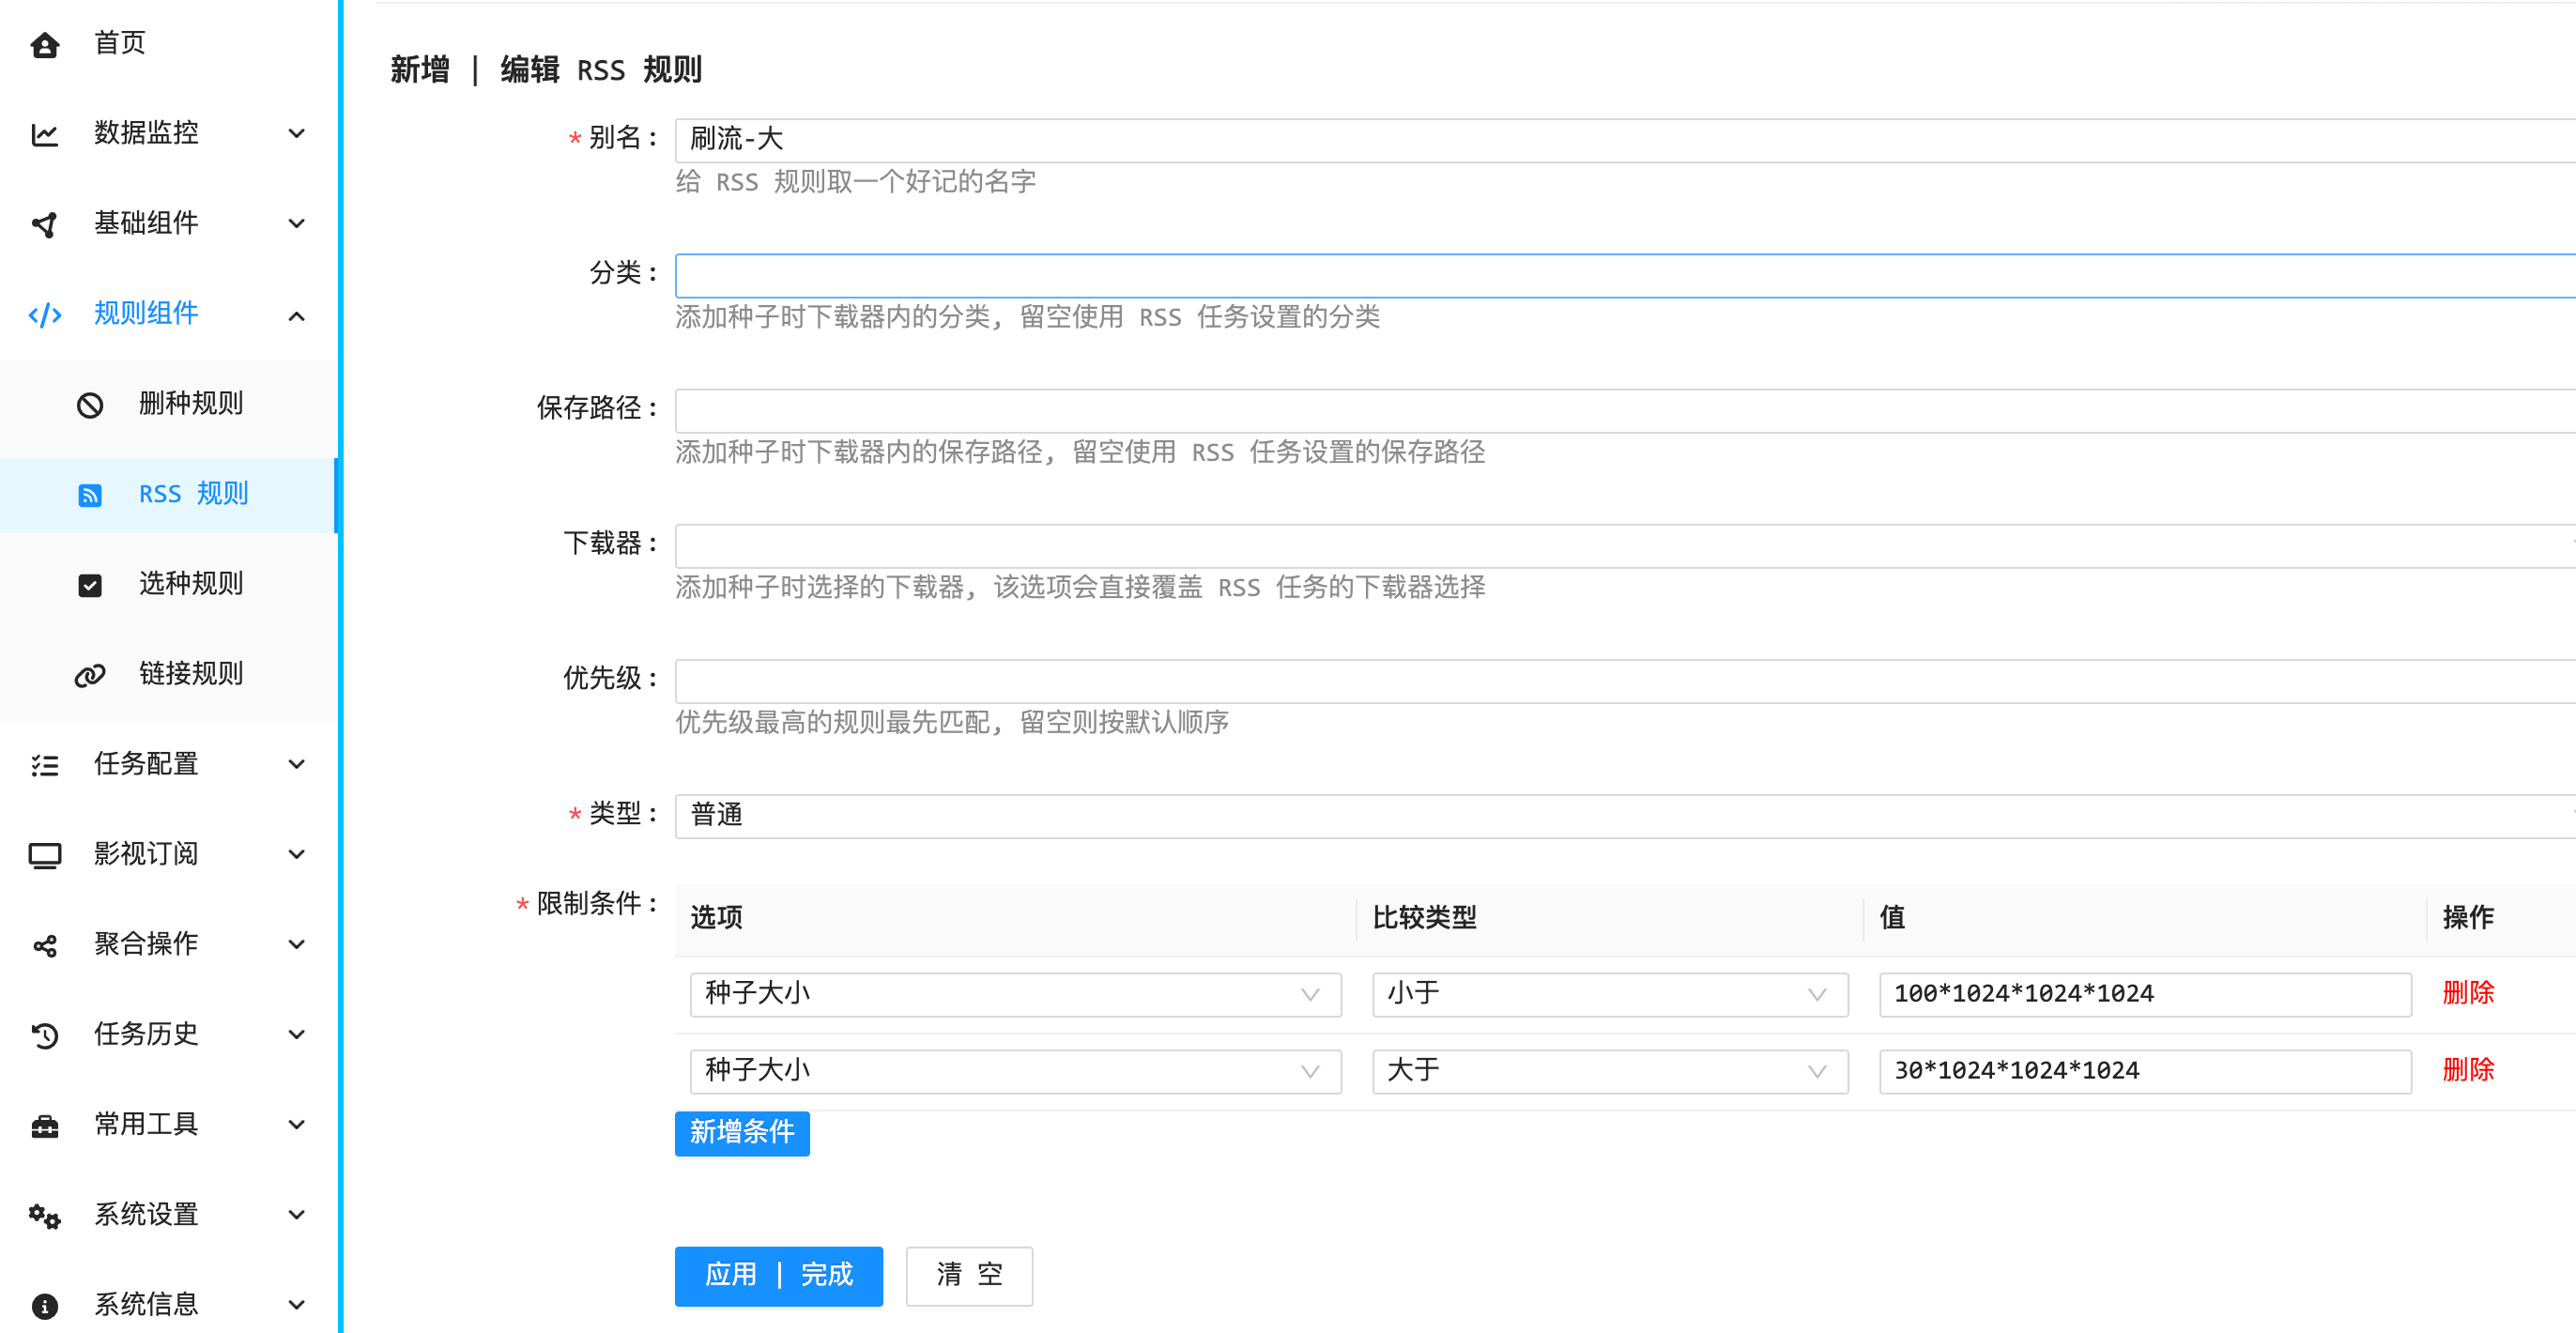 首页
数据监控
基础组件
规则组件
删种规则
RSS 规则
选种规则
链接规则
任务配置
影视订阅
聚合操作
任务历史
常用工具
系统设置
系统信息
新增 | 编辑 RSS 规则
* 别名: 刷流-大
给 RSS 规则取一个好记的名字
分类:
添加种子时下载器内的分类, 留空使用 RSS 任务设置的分类
保存路径:
添加种子时下载器内的保存路径, 留空使用 RSS 任务设置的保存路径
下载器:
添加种子时选择的下载器, 该选项会直接覆盖 RSS 任务的下载器选择
优先级:
优先级最高的规则最先匹配, 留空则按默认顺序
* 类型: 普通
* 限制条件: 选项 比较类型 值 操作
种子大小 小于 100*1024*1024*1024 删除
种子大小 大于 30*1024*1024*1024 删除
新增条件
应用 | 完成 清 空